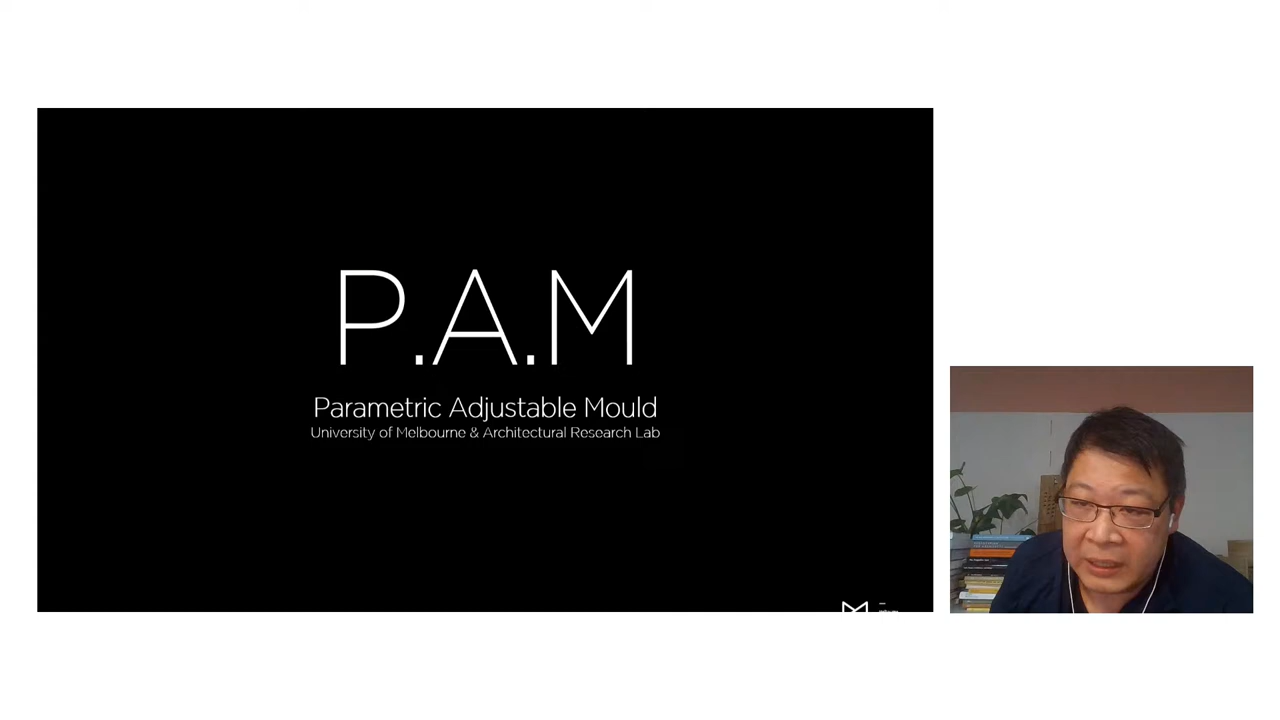 P.A.M
Parametric Adjustable Mould
University of Melbourne & Architectural Research Lab